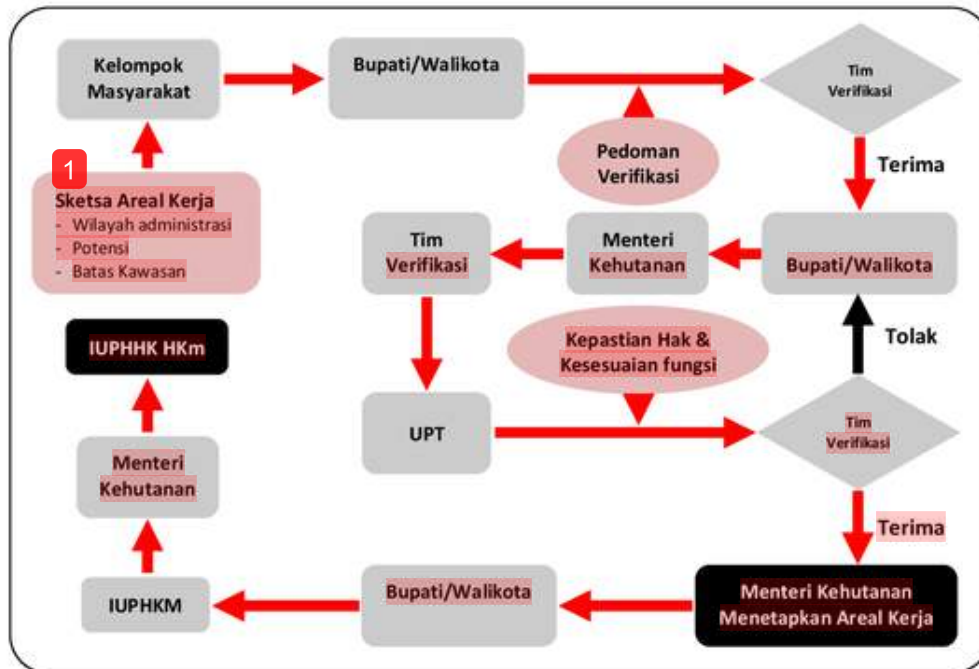 Kelompok
Masyarakat
Bupati/Walikota
Tim
Verifikasi
1
Sketsa Areal Kerja
- Wilayah administrasi
- Potensi
- Batas Kawasan
Pedoman
Verifikasi
Terima
Tim
Verifikasi
Menteri
Kehutanan
Bupati/Walikota
IUPHHK HKm
Kepastian Hak &
Kesesuaian fungsi
Tolak
UPT
Tim
Verifikasi
Menteri
Kehutanan
Terima
IUPHKM
Bupati/Walikota
Menteri Kehutanan
Menetapkan Areal Kerja